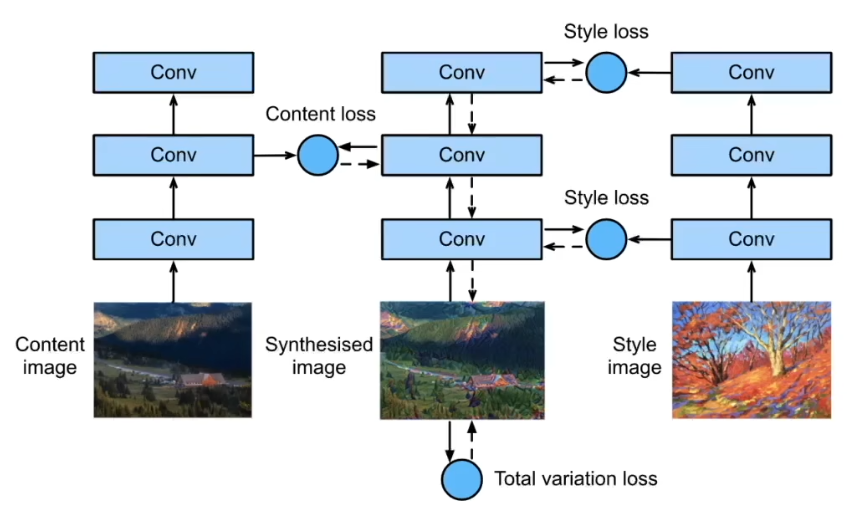 Style loss
Conv
Conv
Conv
Content loss
Conv
Conv
Conv
Style loss
Conv
Conv
Conv
Content
image
Synthesised
image
Style
image
Total variation loss